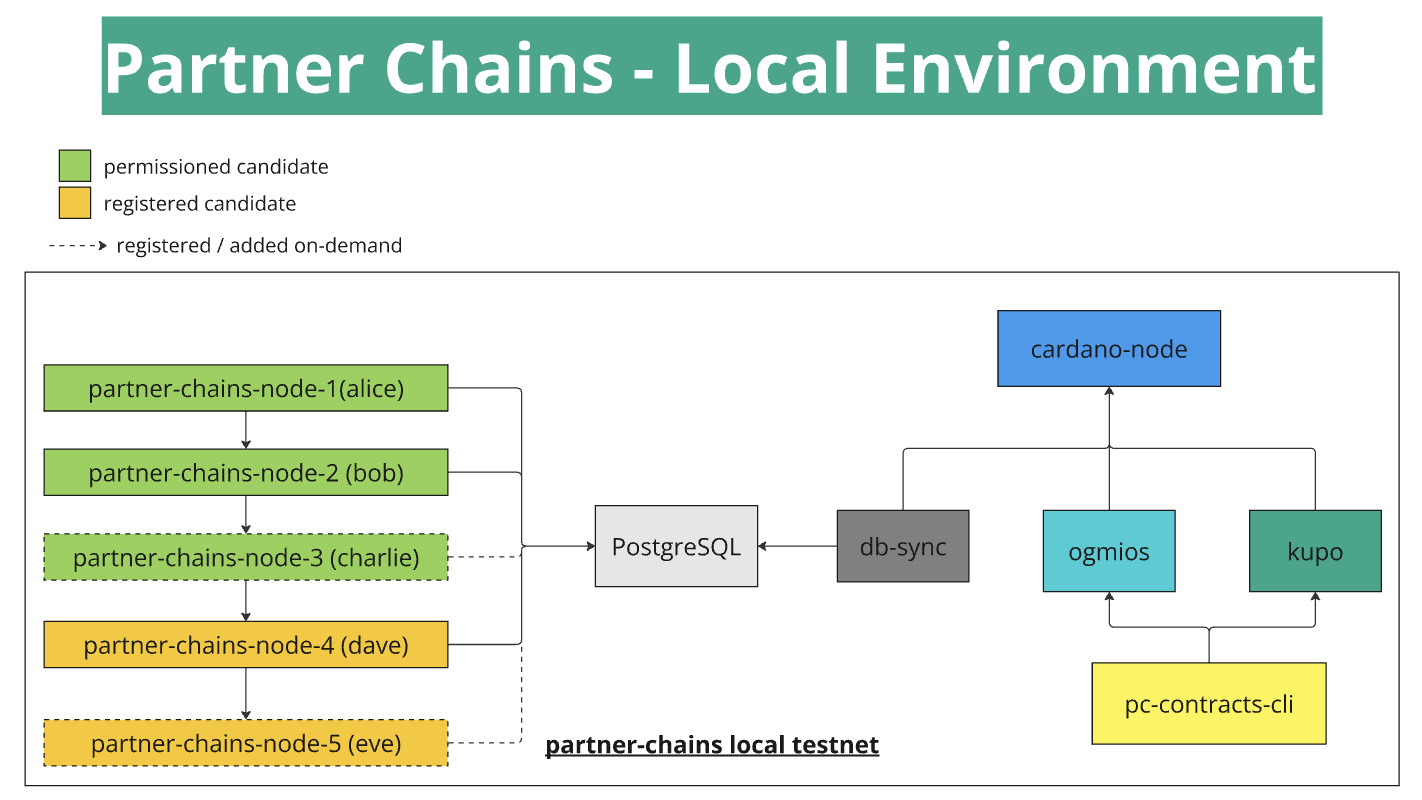 Partner Chains - Local Environment
permissioned candidate
registered candidate
registered / added on-demand
cardano-node
partner-chains-node-1(alice)
partner-chains-node-2 (bob)
partner-chains-node-3 (charlie)
partner-chains-node-4 (dave)
partner-chains-node-5 (eve)
PostgreSQL
db-sync
ogmios
kupo
pc-contracts-cli
partner-chains local testnet